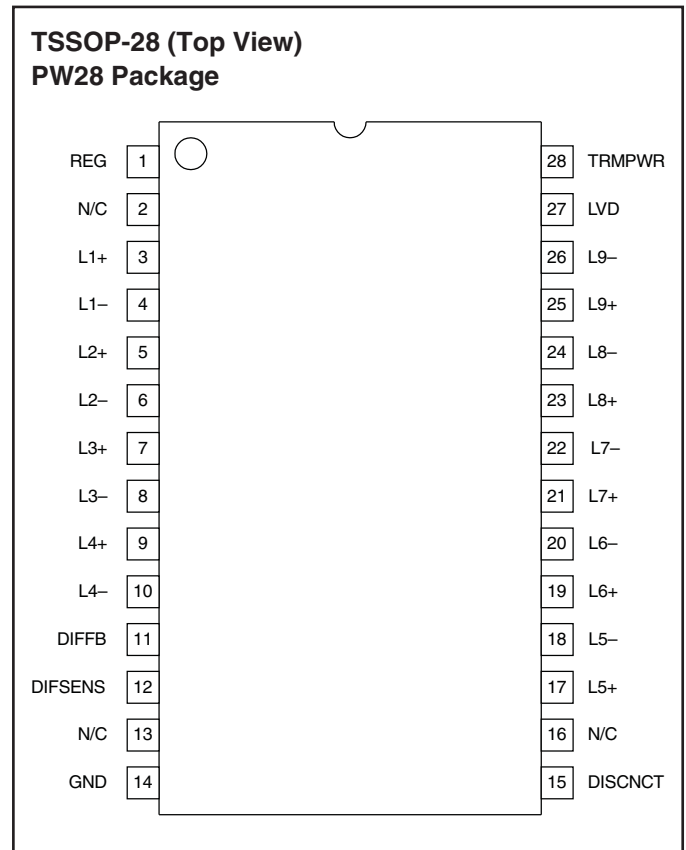 TSSOP-28 (Top View)
PW28 Package
REG 1 28 TRMPWR
N/C 2 27 LVD
L1+ 3 26 L9–
L1– 4 25 L9+
L2+ 5 24 L8–
L2– 6 23 L8+
L3+ 7 22 L7–
L3– 8 21 L7+
L4+ 9 20 L6–
L4– 10 19 L6+
DIFFB 11 18 L5–
DIFSENS 12 17 L5+
N/C 13 16 N/C
GND 14 15 DISCNCT